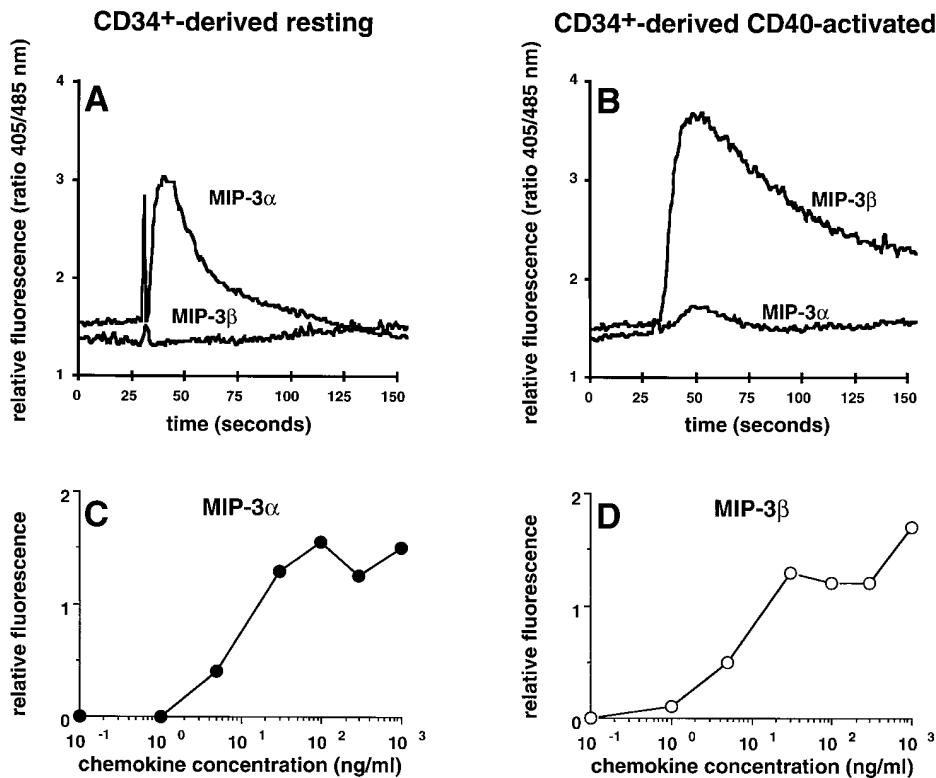 CD34+-derived resting
CD34+-derived CD40-activated
A
relative fluorescence (ratio 405/485 nm)
4
3
2
1
MIP-3α
MIP-3β
0 25 50 75 100 125 150
time (seconds)
B
relative fluorescence (ratio 405/485 nm)
4
3
2
1
MIP-3β
MIP-3α
0 25 50 75 100 125 150
time (seconds)
C
MIP-3α
relative fluorescence
2
1
0
10 -1 10 0 10 1 10 2 10 3
chemokine concentration (ng/ml)
D
MIP-3β
relative fluorescence
2
1
0
10 -1 10 0 10 1 10 2 10 3
chemokine concentration (ng/ml)